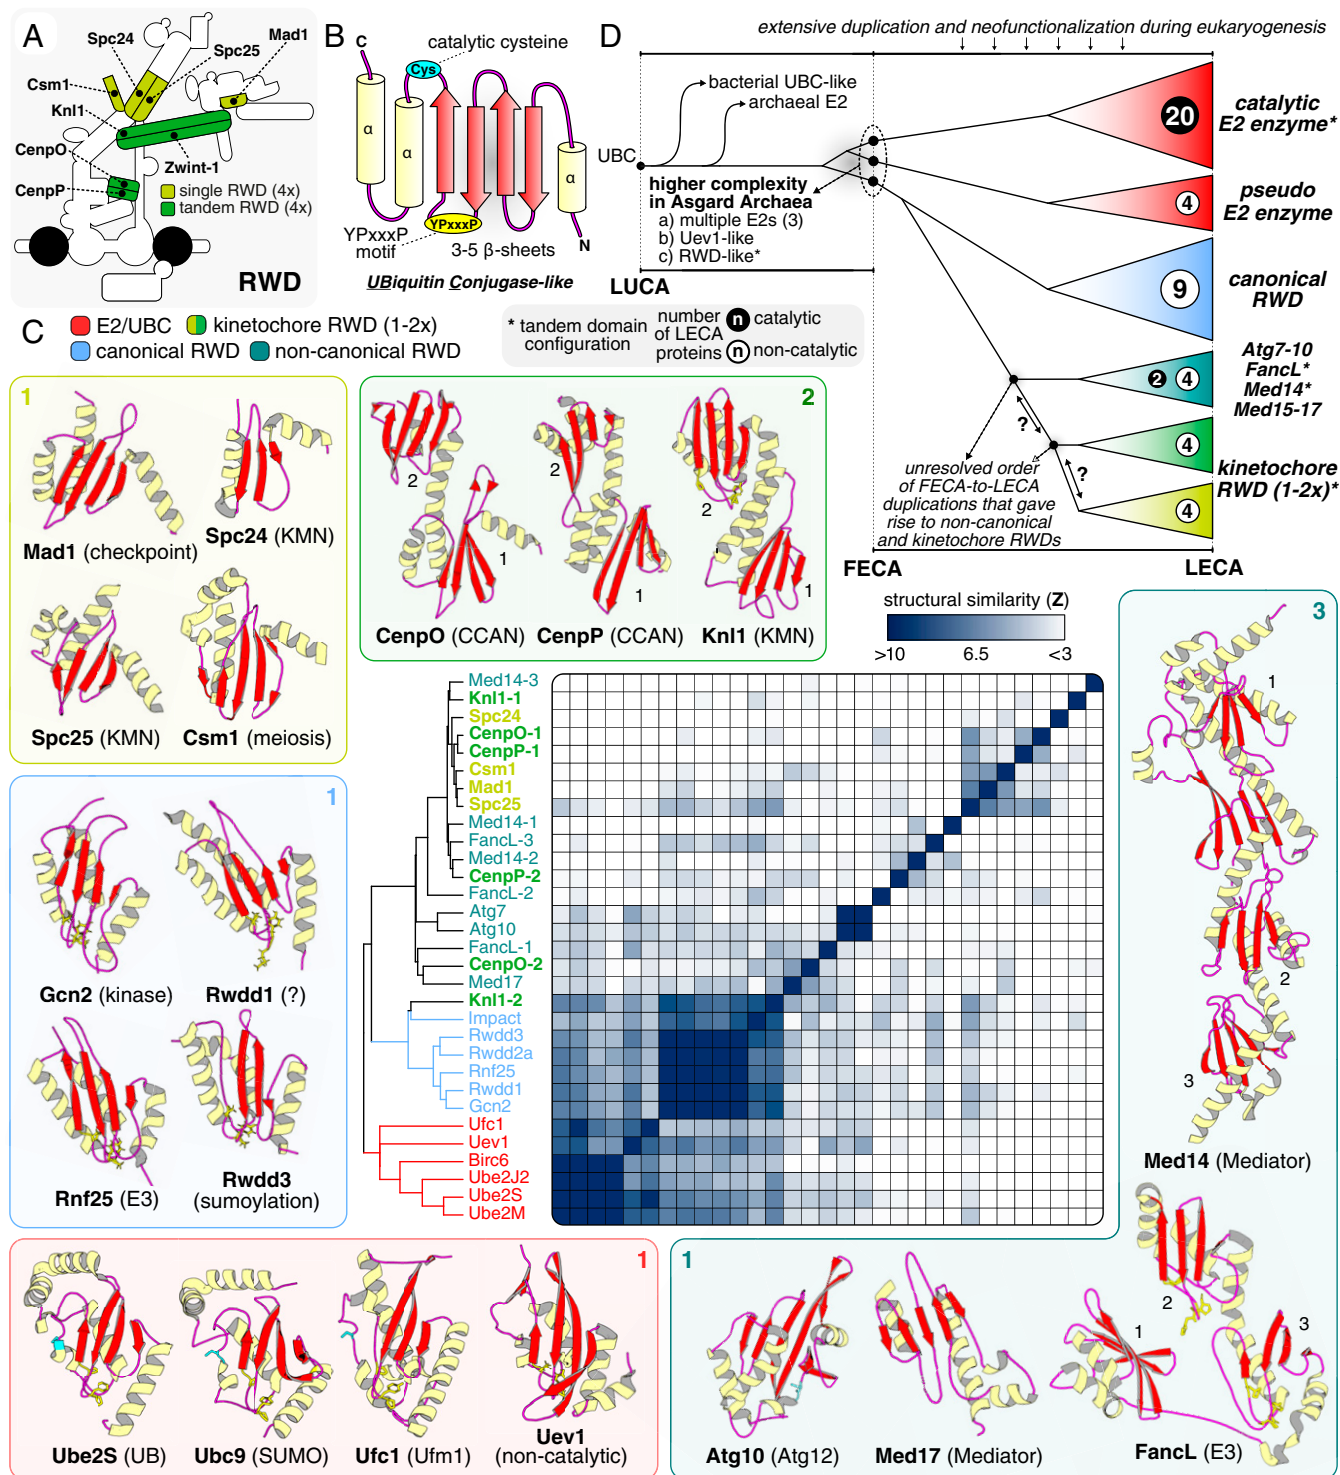 A
Spc24
Mad1
Spc25
Csm1
Knl1
CenpO
Zwint-1
CenpP
single RWD (4x)
tandem RWD (4x)
RWD
B
C
catalytic cysteine
Cys
α
α
α
YPxxxP
YPxxxP
motif
3-5 β-sheets
N
UBiquitin Conjugase-like
D
extensive duplication and neofunctionalization during eukaryogenesis
bacterial UBC-like
archaeal E2
UBC
higher complexity
in Asgard Archaea
a) multiple E2s (3)
b) Uev1-like
c) RWD-like*
LUCA
20
catalytic
E2 enzyme*
4
pseudo
E2 enzyme
9
canonical
RWD
2
4
Atg7-10
FancL*
Med14*
Med15-17
?
4
?
4
kinetochore
RWD (1-2x)*
unresolved order
of FECA-to-LECA
duplications that gave
rise to non-canonical
and kinetochore RWDs
FECA
LECA
* tandem domain
configuration
number
of LECA
proteins
n catalytic
n non-catalytic
C
E2/UBC
kinetochore RWD (1-2x)
canonical RWD
non-canonical RWD
1
Mad1 (checkpoint)
Spc24 (KMN)
Spc25 (KMN)
Csm1 (meiosis)
2
2
1
CenpO (CCAN)
2
1
CenpP (CCAN)
2
1
Knl1 (KMN)
structural similarity (Z)
>10
6.5
<3
Med14-3
Knl1-1
Spc24
CenpO-1
CenpP-1
Csm1
Mad1
Spc25
Med14-1
FancL-3
Med14-2
CenpP-2
FancL-2
Atg7
Atg10
FancL-1
CenpO-2
Med17
Knl1-2
Impact
Rwdd3
Rwdd2a
Rnf25
Rwdd1
Gcn2
Ufc1
Uev1
Birc6
Ube2J2
Ube2S
Ube2M
1
Gcn2 (kinase)
Rwdd1 (?)
Rnf25 (E3)
Rwdd3
(sumoylation)
1
Ube2S (UB)
Ubc9 (SUMO)
Ufc1 (Ufm1)
Uev1
(non-catalytic)
3
1
2
3
Med14 (Mediator)
1
Atg10 (Atg12)
Med17 (Mediator)
1
2
3
FancL (E3)